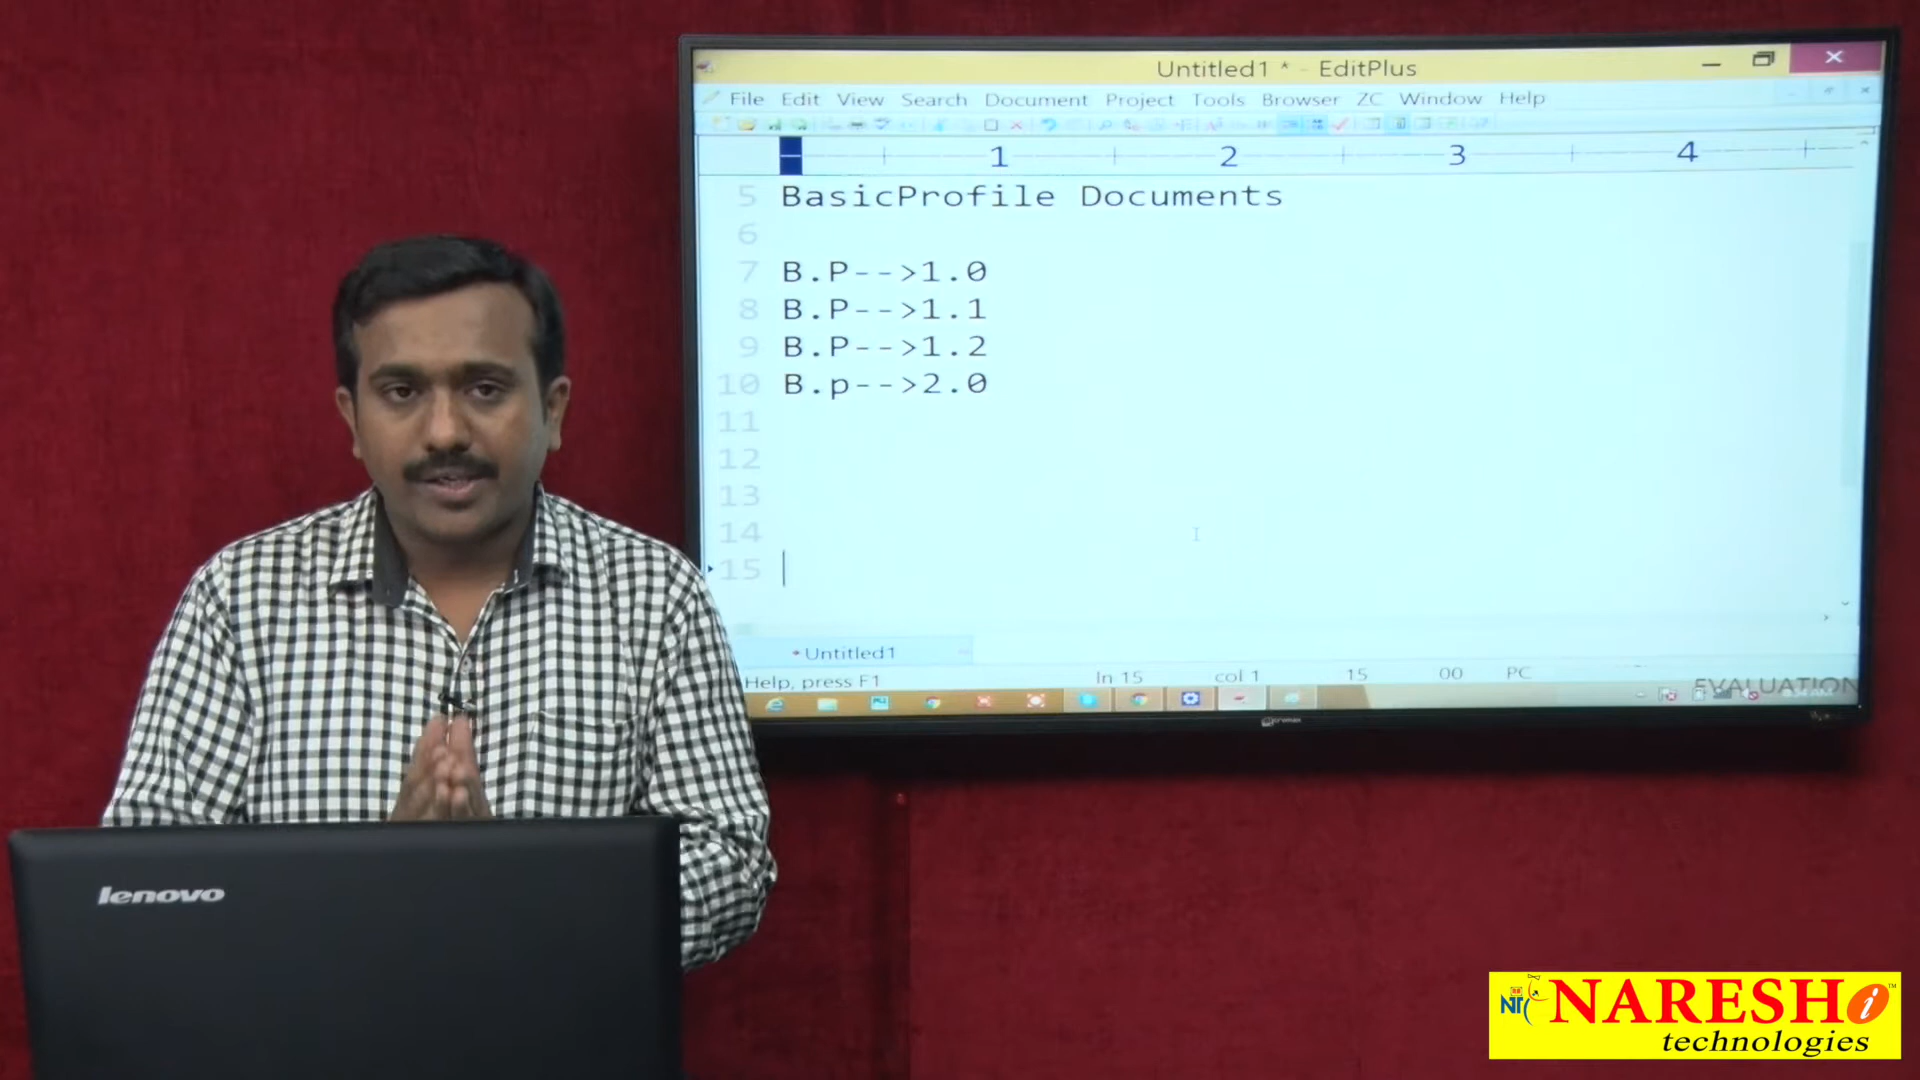 Untitled1 * - EditPlus
File Edit View Search Document Project Tools Browser ZC Window Help
1 2 3 4
5 BasicProfile Documents
6
7 B.P-->1.0
8 B.P-->1.1
9 B.P-->1.2
10 B.p-->2.0
11
12
13
14
15
Untitled1
Help, press F1 ln 15 col 1 15 00 PC
EVALUATION
lenovo
NARESH i ™
technologies